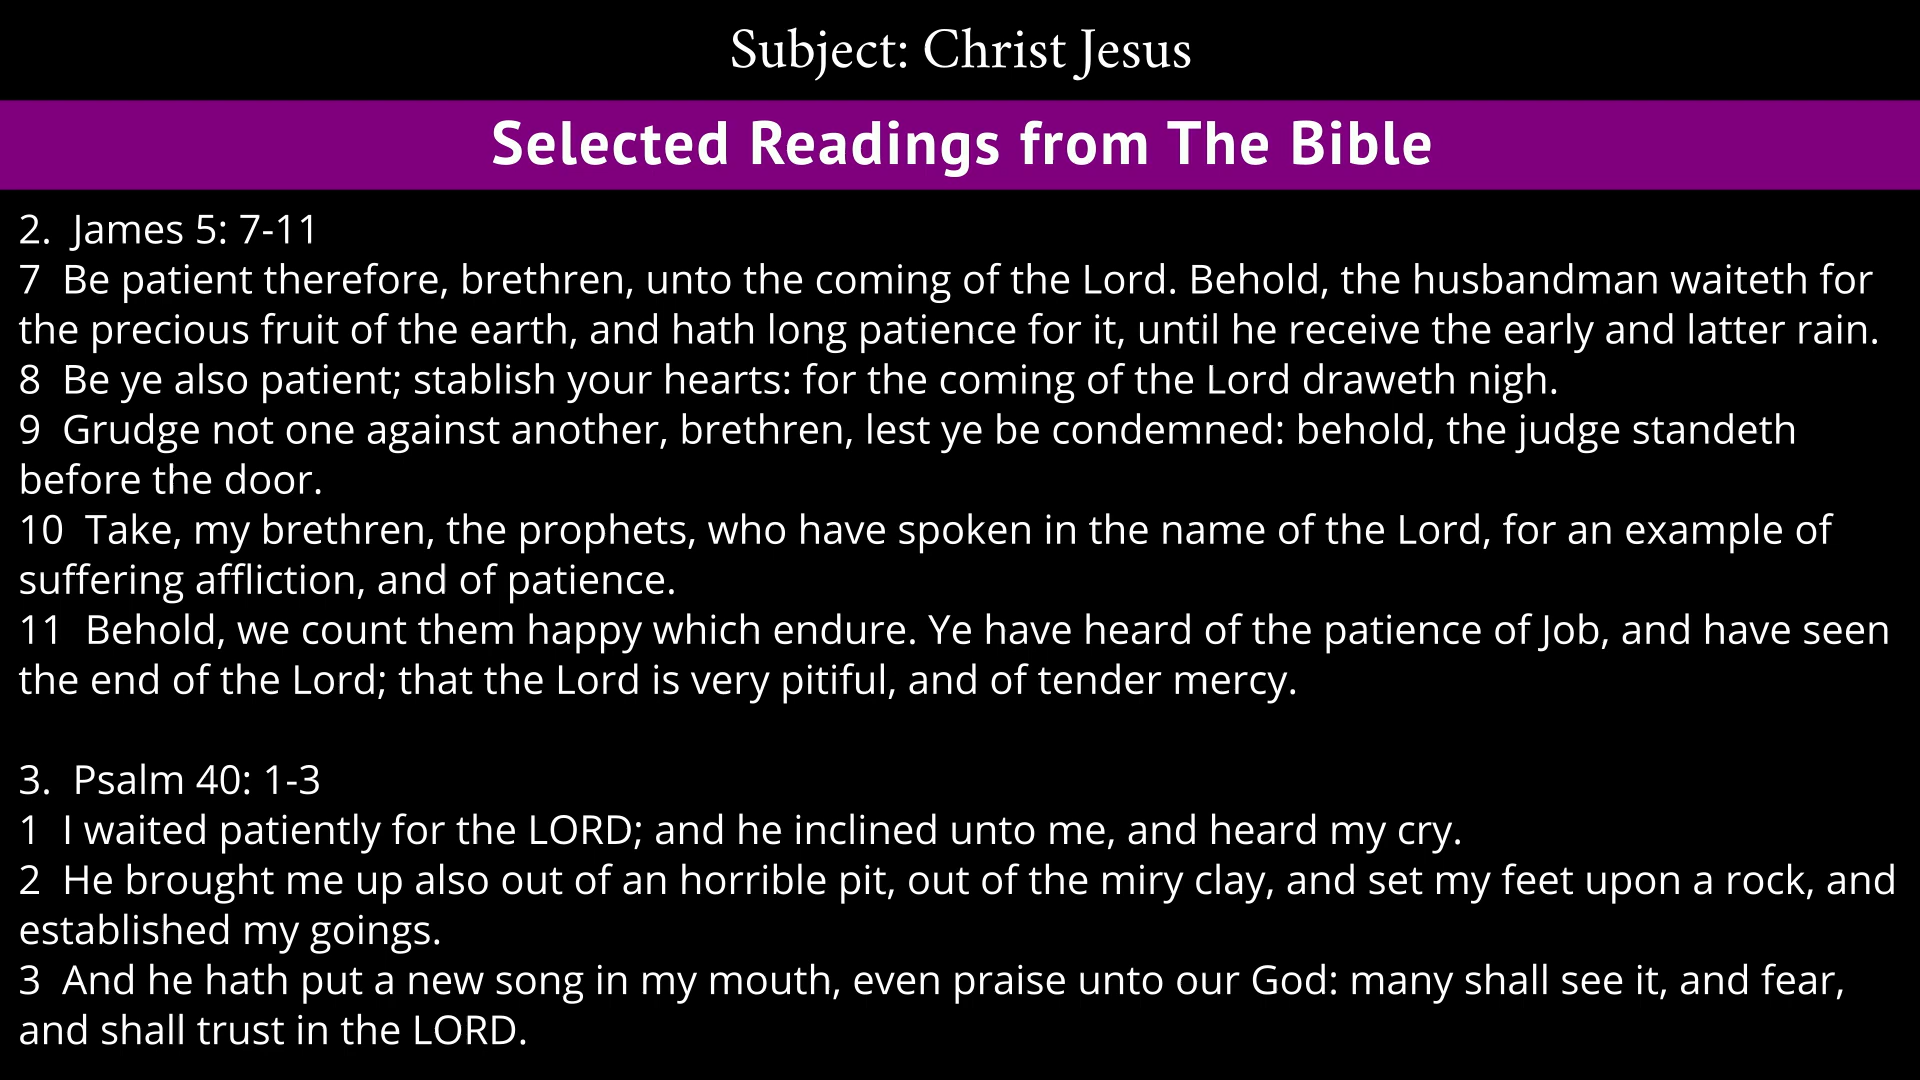 Subject: Christ Jesus
Selected Readings from The Bible
2.  James 5: 7-11
7  Be patient therefore, brethren, unto the coming of the Lord. Behold, the husbandman waiteth for
the precious fruit of the earth, and hath long patience for it, until he receive the early and latter rain.
8  Be ye also patient; stablish your hearts: for the coming of the Lord draweth nigh.
9  Grudge not one against another, brethren, lest ye be condemned: behold, the judge standeth
before the door.
10  Take, my brethren, the prophets, who have spoken in the name of the Lord, for an example of
suffering affliction, and of patience.
11  Behold, we count them happy which endure. Ye have heard of the patience of Job, and have seen
the end of the Lord; that the Lord is very pitiful, and of tender mercy.
3.  Psalm 40: 1-3
1  I waited patiently for the LORD; and he inclined unto me, and heard my cry.
2  He brought me up also out of an horrible pit, out of the miry clay, and set my feet upon a rock, and
established my goings.
3  And he hath put a new song in my mouth, even praise unto our God: many shall see it, and fear,
and shall trust in the LORD.